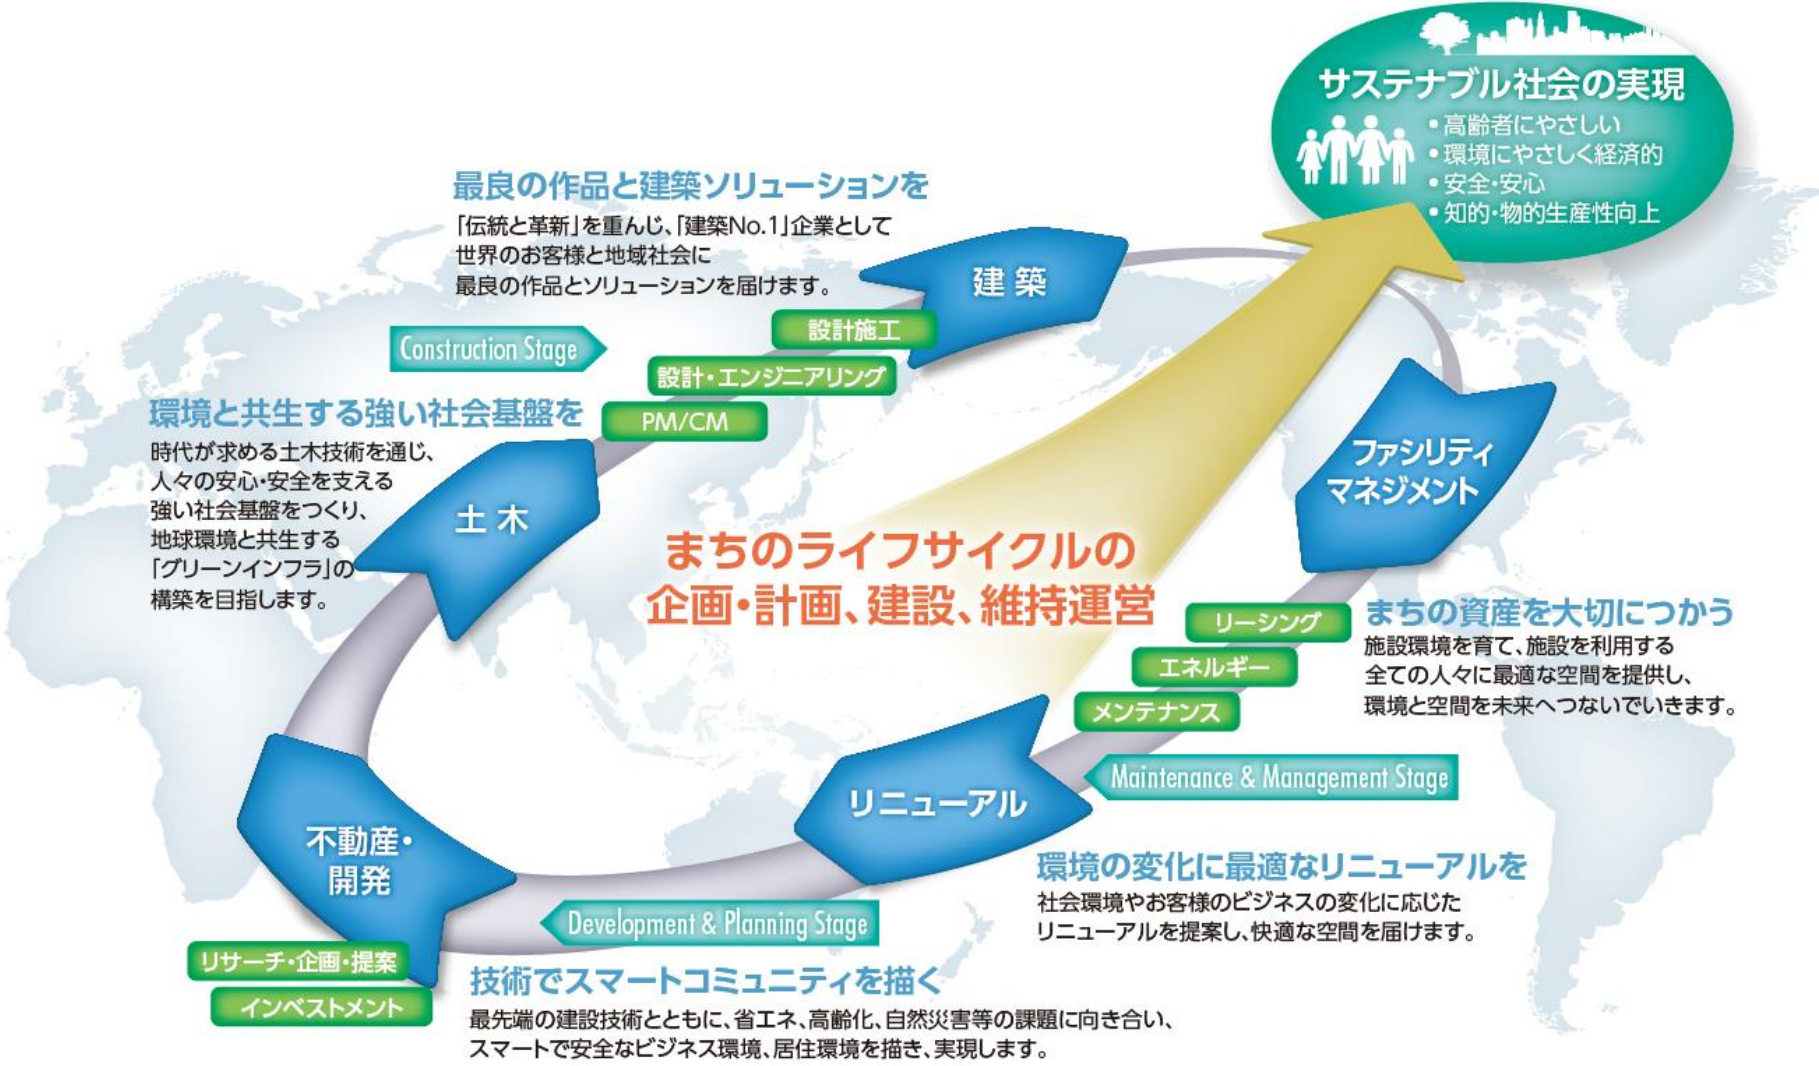 サステナブル社会の実現
• 高齢者にやさしい
• 環境にやさしく経済的
• 安全・安心
• 知的・物的生産性向上
最良の作品と建築ソリューションを
「伝統と革新」を重んじ、「建築No.1」企業として
世界のお客様と地域社会に
最良の作品とソリューションを届けます。
建築
設計施工
設計・エンジニアリング
PM/CM
Construction Stage
環境と共生する強い社会基盤を
時代が求める土木技術を通じ、
人々の安心・安全を支える
強い社会基盤をつくり、
地球環境と共生する
「グリーンインフラ」の
構築を目指します。
土木
ファシリティ
マネジメント
まちのライフサイクルの
企画・計画、建設、維持運営
リーシング
エネルギー
メンテナンス
まちの資産を大切につかう
施設環境を育て、施設を利用する
全ての人々に最適な空間を提供し、
環境と空間を未来へつないでいきます。
Maintenance & Management Stage
リニューアル
環境の変化に最適なリニューアルを
社会環境やお客様のビジネスの変化に応じた
リニューアルを提案し、快適な空間を届けます。
不動産・
開発
Development & Planning Stage
リサーチ・企画・提案
インベストメント
技術でスマートコミュニティを描く
最先端の建設技術とともに、省エネ、高齢化、自然災害等の課題に向き合い、
スマートで安全なビジネス環境、居住環境を描き、実現します。